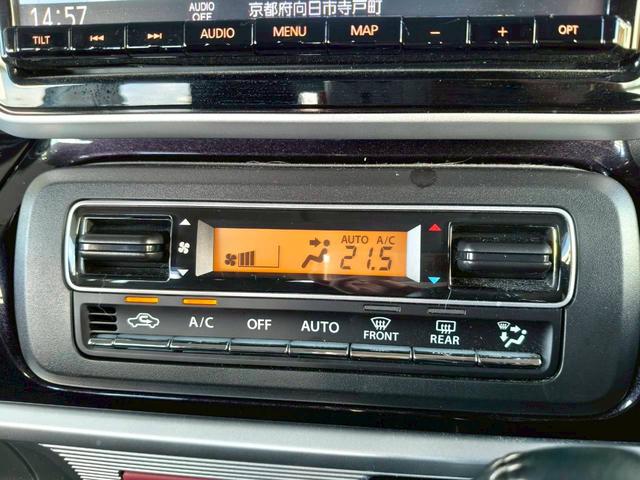 14:57
AUDIO
OFF
京都府向日市寺戸町
TILT
AUDIO
MENU
MAP
−
+
OPT
AUTO A/C
21.5
A/C
OFF
AUTO
FRONT
REAR